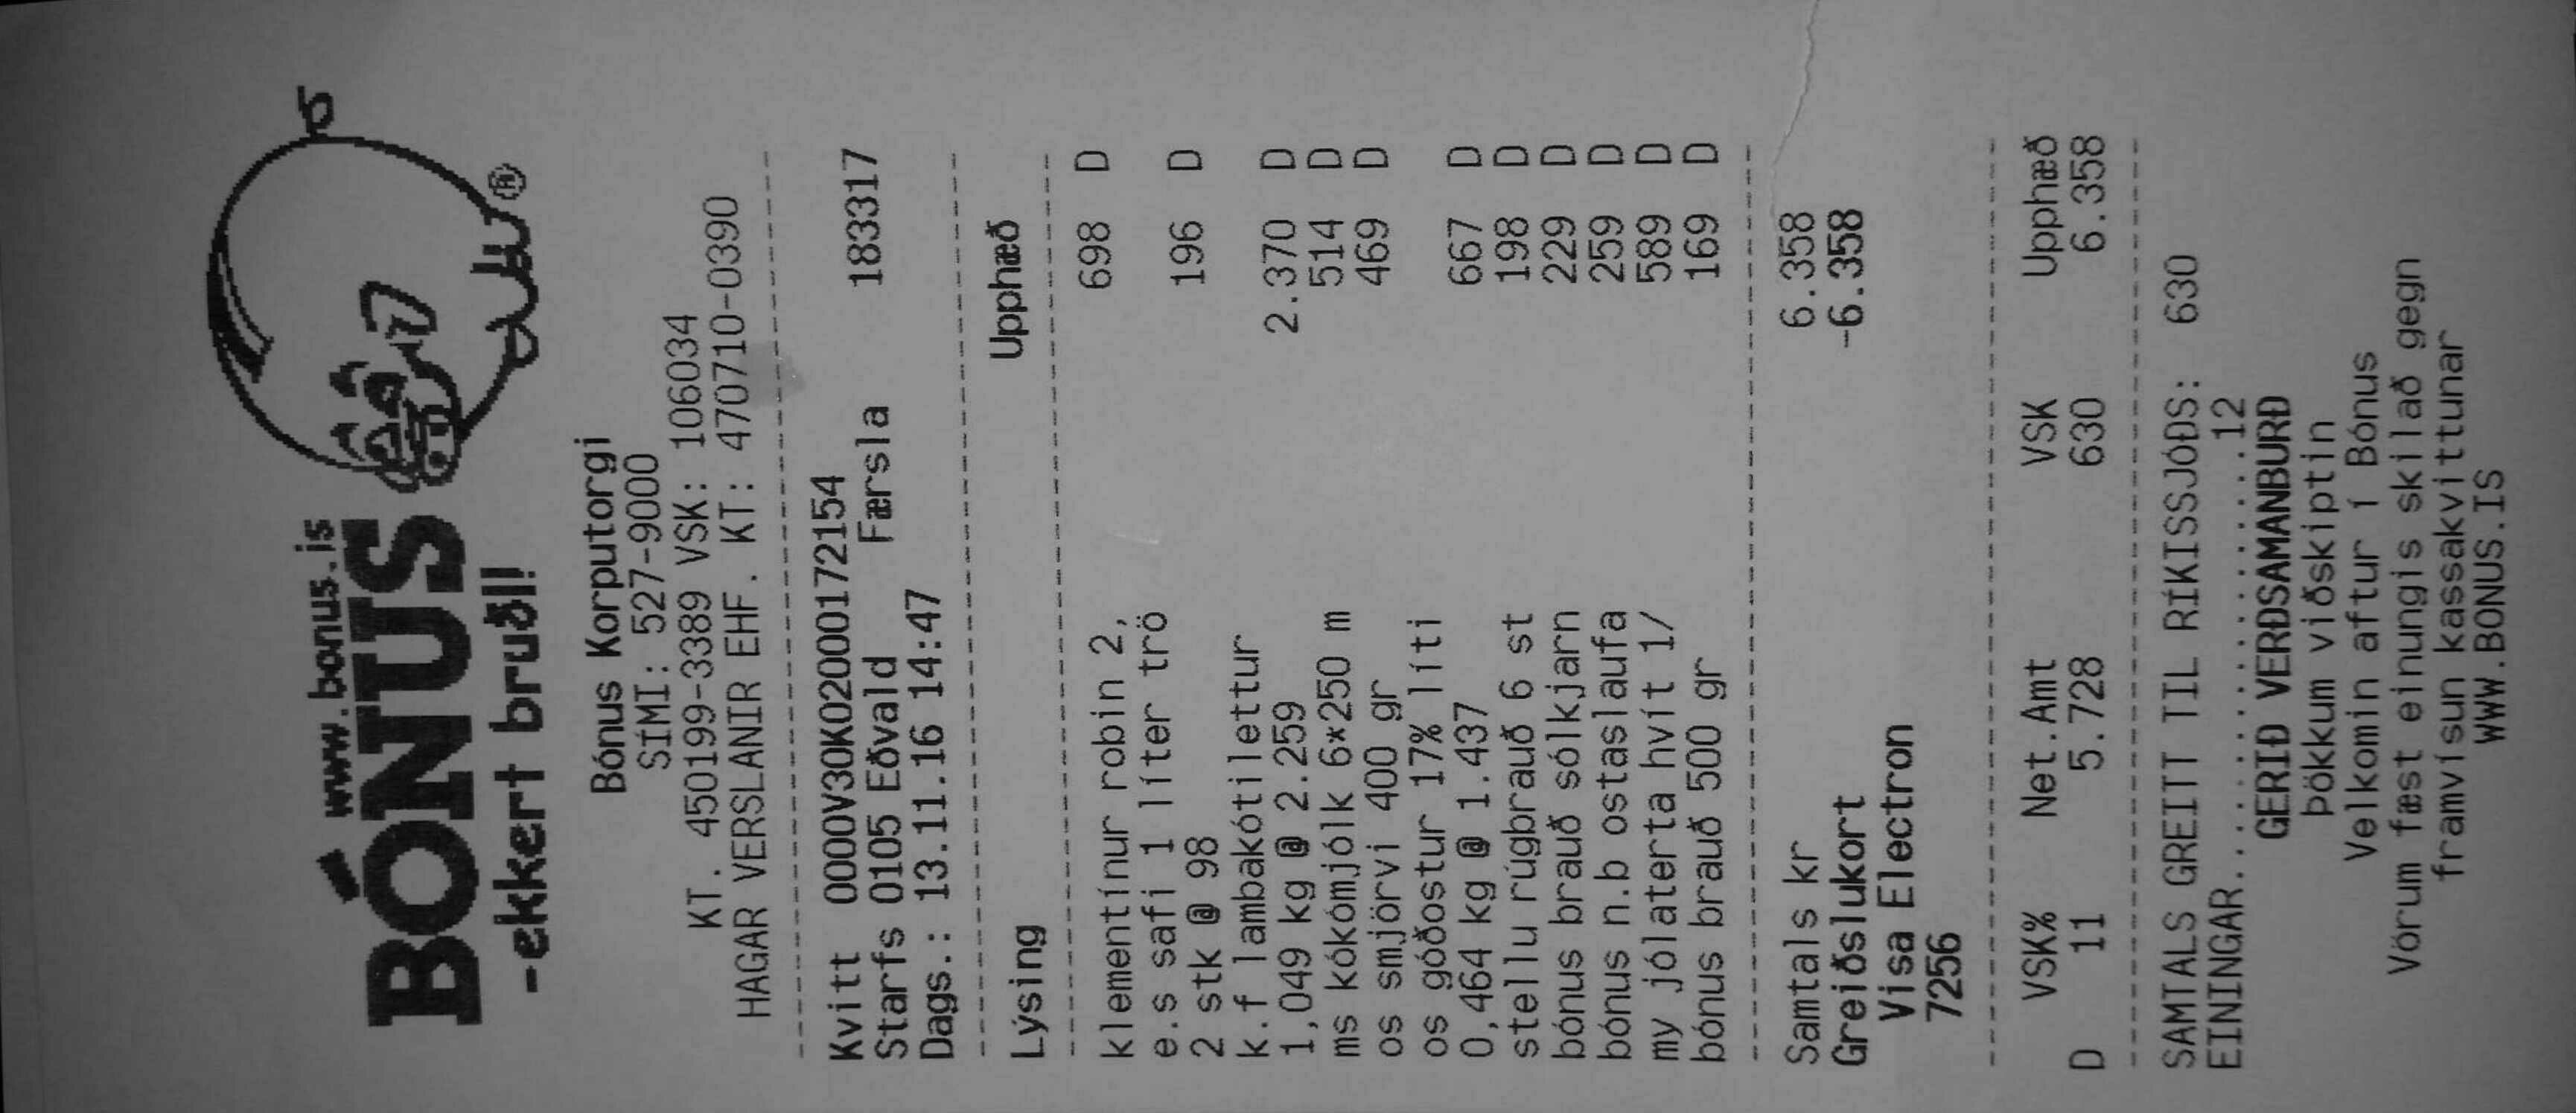 www.bonus.is
BÓNUS
-ekkert bruðl!
®
Bónus Korputorgi
SÍMI: 527-9000
KT. 450199-3389 VSK: 106034
HAGAR VERSLANIR EHF. KT: 470710-0390
Kvitt 0000V30K0200017​2154
Starfs 0105 Eðvald Færsla 1833317
Dags.: 13.11.16 14:47
Lýsing Upphæð
klementínur robin 2, 698 D
e.s safi 1 líter trö
2 stk @ 98 196 D
k.f lambakótilettur
1,049 kg @ 2.259 2.370 D
ms kókómjólk 6*250 m 514 D
os smjörvi 400 gr 469 D
os góðostur 17% líti
0,464 kg @ 1.437 667 D
stellu rúgbrauð 6 st 198 D
bónus brauð sólkjarn 229 D
bónus n.b ostaslaufa 259 D
my jólaterta hvít 1/ 589 D
bónus brauð 500 gr 169 D
Samtals kr 6.358
Greiðslukort -6.358
Visa Electron
7256
VSK% Net.Amt VSK Upphæð
D 11 5.728 630 6.358
SAMTALS GREITT TIL RÍKISSJÓÐS: 630
EININGAR..........................12
GERIÐ VERÐSAMANBURÐ
Þökkum viðskiptin
Velkomin aftur í Bónus
Vörum fæst einungis skilað gegn
framvísun kassakvittunar
WWW.BONUS.IS